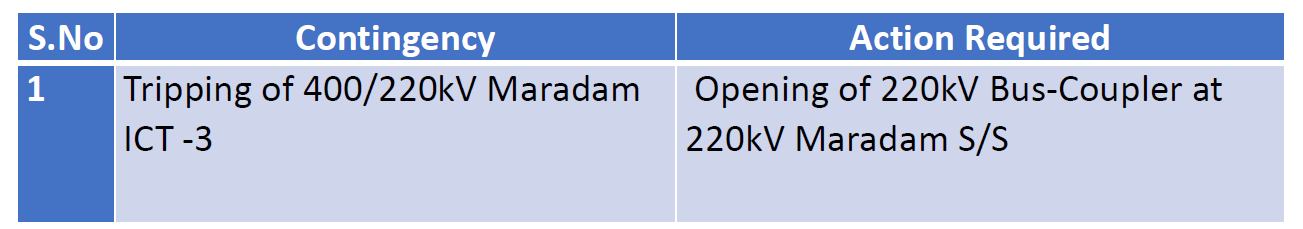 S.No Contingency Action Required
1 Tripping of 400/220kV Maradam Opening of 220kV Bus-Coupler at
ICT -3 220kV Maradam S/S